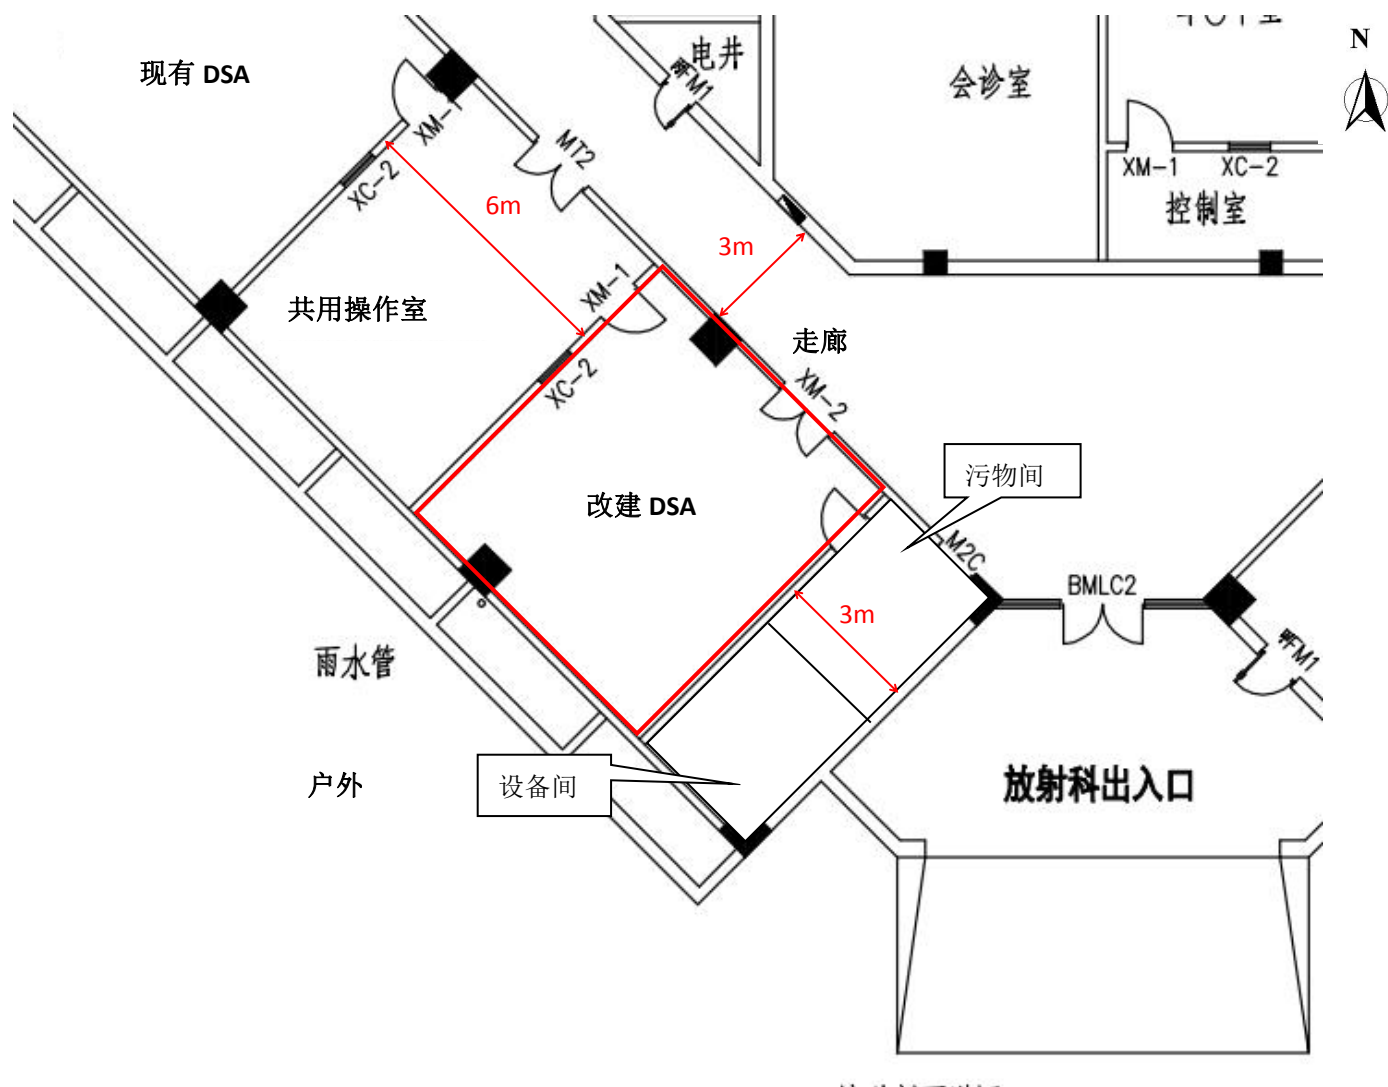 电井
会诊室
N
现有 DSA
FM1
XM-1
XC-2
MT2
XM-1
XC-2
控制室
6m
3m
共用操作室
XM-1
走廊
XC-2
XM-2
污物间
改建 DSA
M2C
BMLC2
3m
雨水管
FM1
设备间
户外
放射科出入口